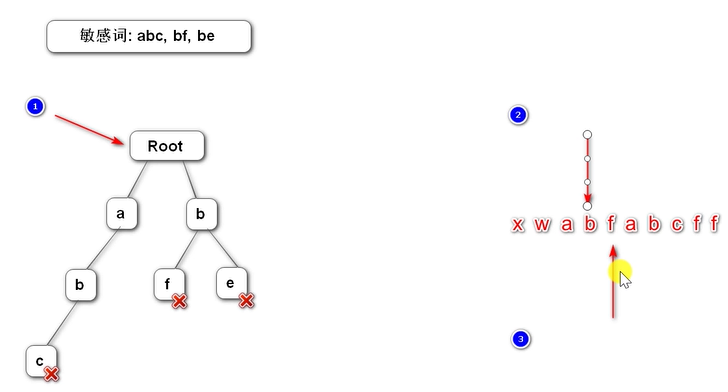 敏感词: abc, bf, be
1
2
Root
a
b
x w a b f a b c f f
b
f
e
3
c